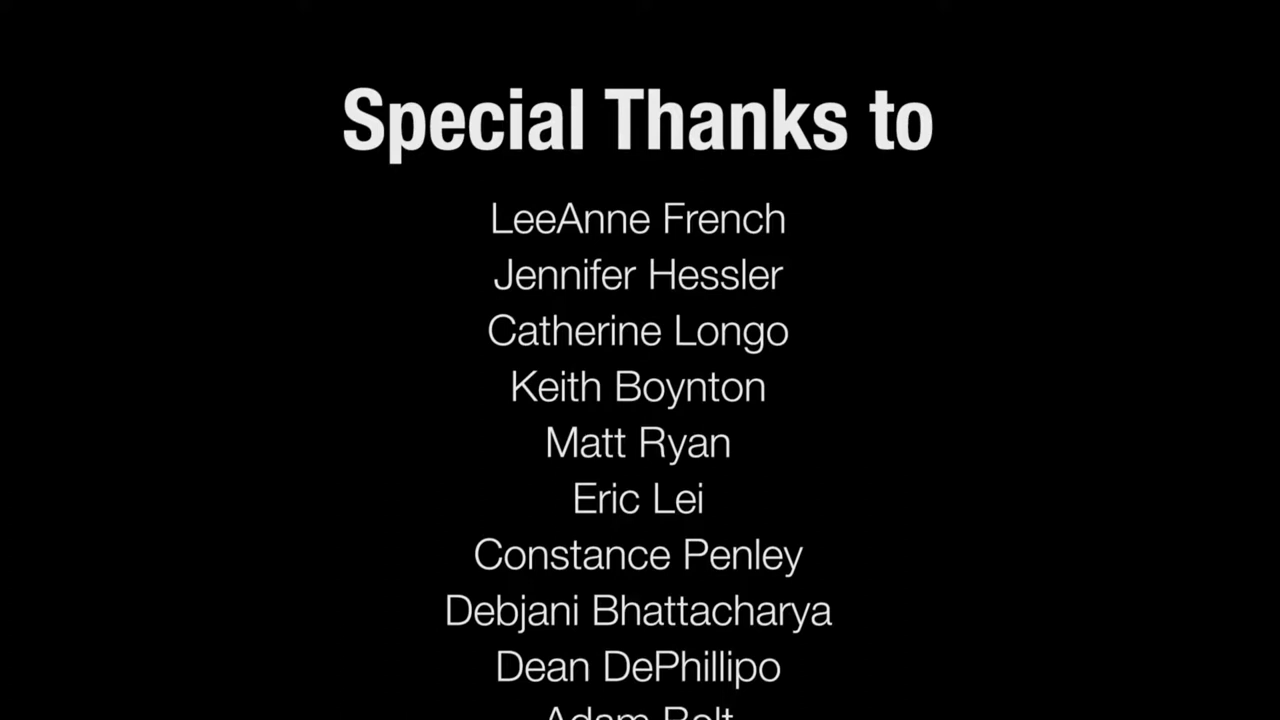 Special Thanks to
LeeAnne French
Jennifer Hessler
Catherine Longo
Keith Boynton
Matt Ryan
Eric Lei
Constance Penley
Debjani Bhattacharya
Dean DePhillipo
Adam